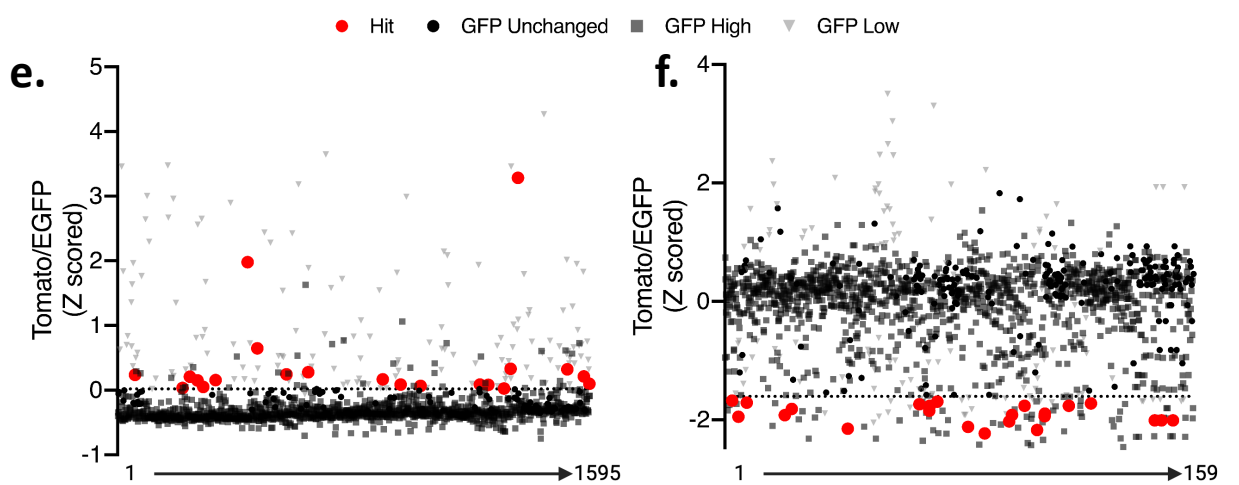 Hit GFP Unchanged GFP High GFP Low
e.
Tomato/EGFP
(Z scored)
5
4
3
2
1
0
-1
1 1595
f.
Tomato/EGFP
(Z scored)
4
2
0
-2
1 159